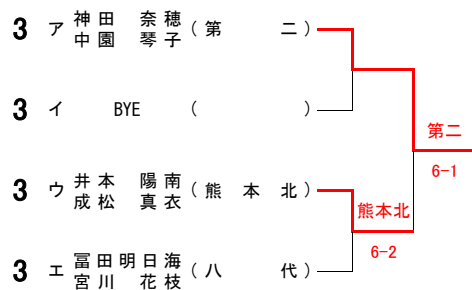 3 ア 神田 奈穂 中園 琴子 (第 二)
3 イ BYE ( )
第二
6-1
3 ウ 井本 陽南 成松 真衣 (熊本北)
熊本北
6-2
3 エ 冨田明日海 宮川 花枝 (八 代)